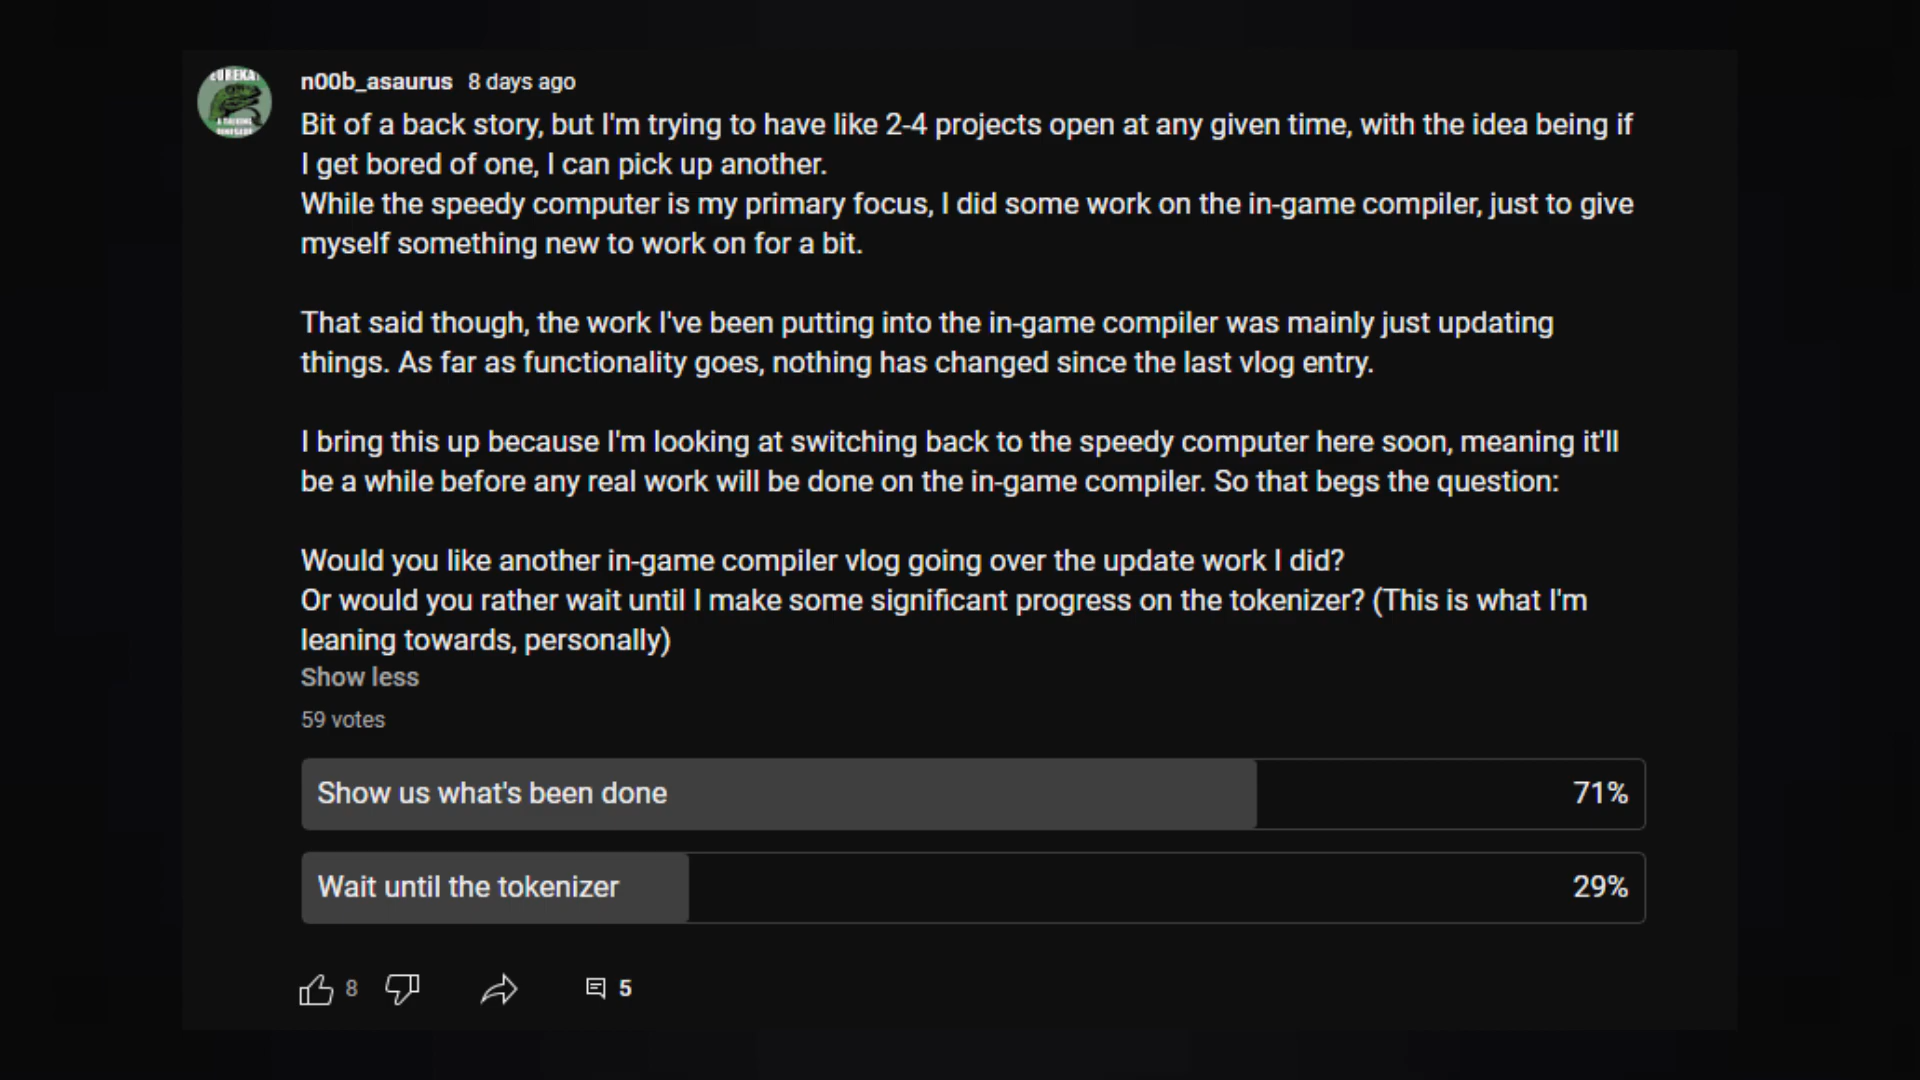 EUREKA!
A TALKING
DINOSAUR
n00b_asaurus 8 days ago
Bit of a back story, but I'm trying to have like 2-4 projects open at any given time, with the idea being if
I get bored of one, I can pick up another.
While the speedy computer is my primary focus, I did some work on the in-game compiler, just to give
myself something new to work on for a bit.
That said though, the work I've been putting into the in-game compiler was mainly just updating
things. As far as functionality goes, nothing has changed since the last vlog entry.
I bring this up because I'm looking at switching back to the speedy computer here soon, meaning it'll
be a while before any real work will be done on the in-game compiler. So that begs the question:
Would you like another in-game compiler vlog going over the update work I did?
Or would you rather wait until I make some significant progress on the tokenizer? (This is what I'm
leaning towards, personally)
Show less
59 votes
Show us what's been done 71%
Wait until the tokenizer 29%
8 5